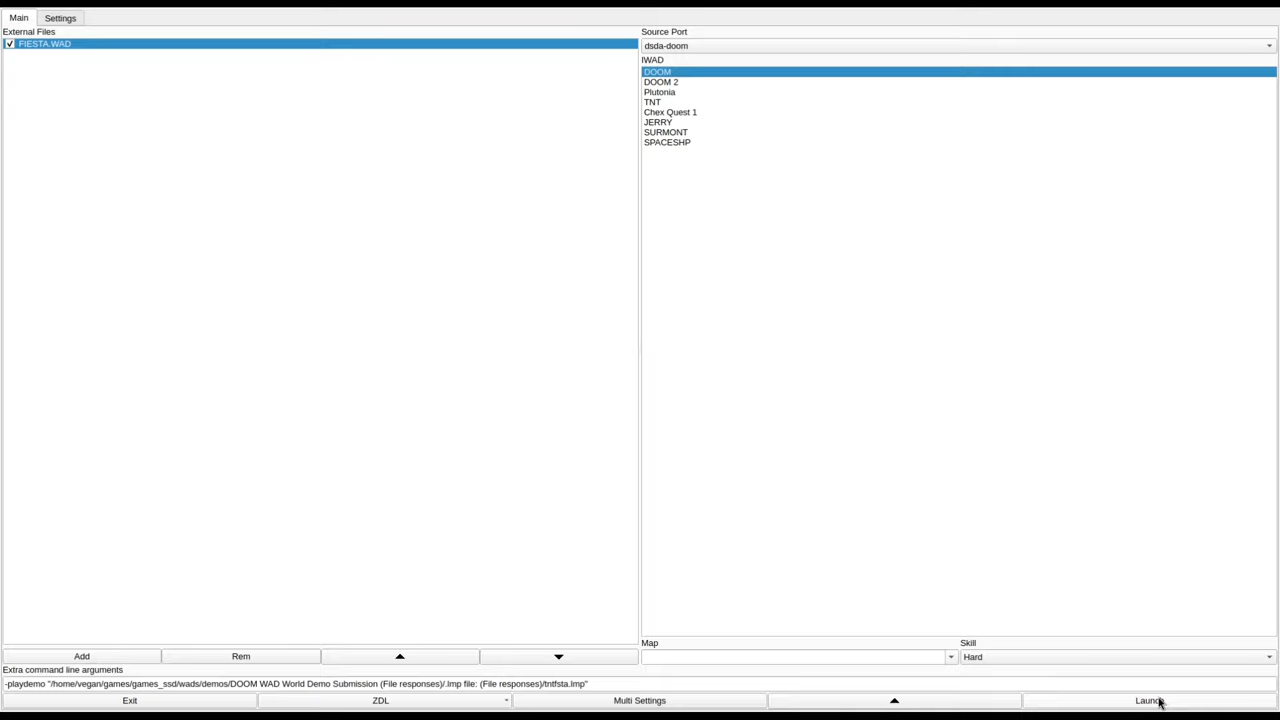 Main Settings
External Files
FIESTA.WAD
Source Port
dsda-doom
IWAD
DOOM
DOOM 2
Plutonia
TNT
Chex Quest 1
JERRY
SURMONT
SPACESHP
Map Skill
Hard
Add Rem
Extra command line arguments
-playdemo "/home/vegan/games/games_ssd/wads/demos/DOOM WAD World Demo Submission (File responses)/.lmp file: (File responses)/tntfsta.lmp"
Exit ZDL Multi Settings Launch